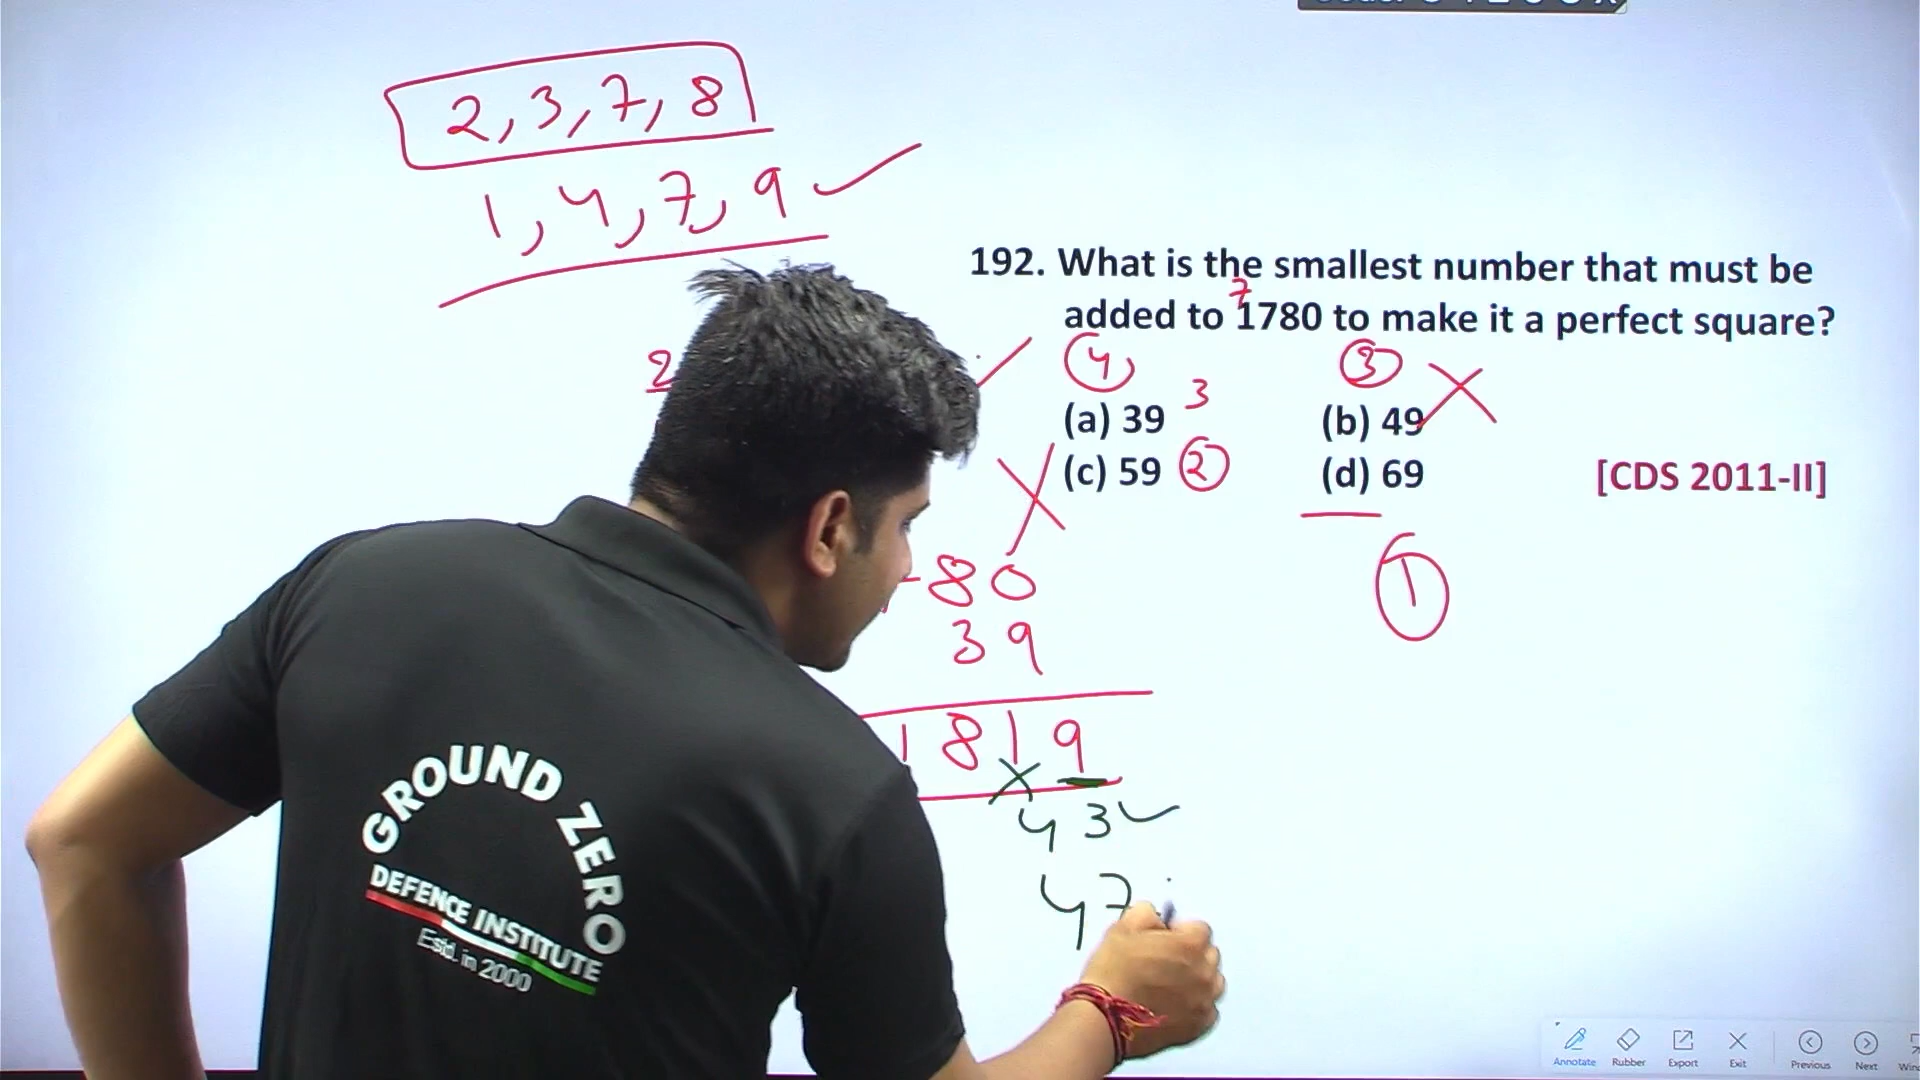 2, 3, 7, 8
1, 4, 7, 9
192. What is the smallest number that must be
7
added to 1780 to make it a perfect square?
2
4
3
(a) 39 3
(b) 49
(c) 59 2
(d) 69
[CDS 2011-II]
1
80
39
1819
43
47
GROUND ZERO
DEFENCE INSTITUTE
Estd. in 2000
Annotate Rubber Export Exit Previous Next